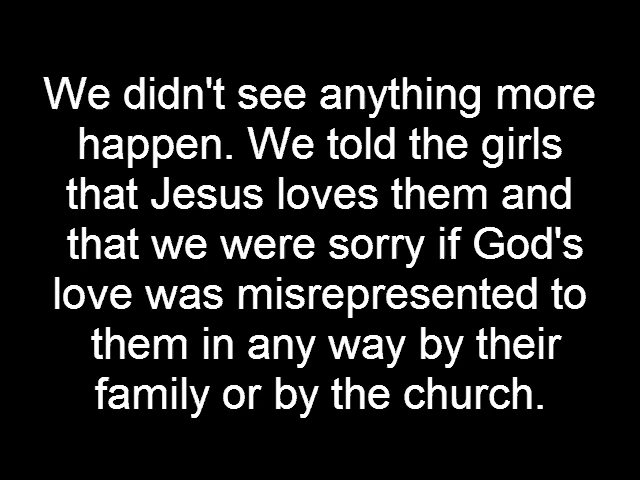 We didn't see anything more
happen. We told the girls
that Jesus loves them and
that we were sorry if God's
love was misrepresented to
them in any way by their
family or by the church.